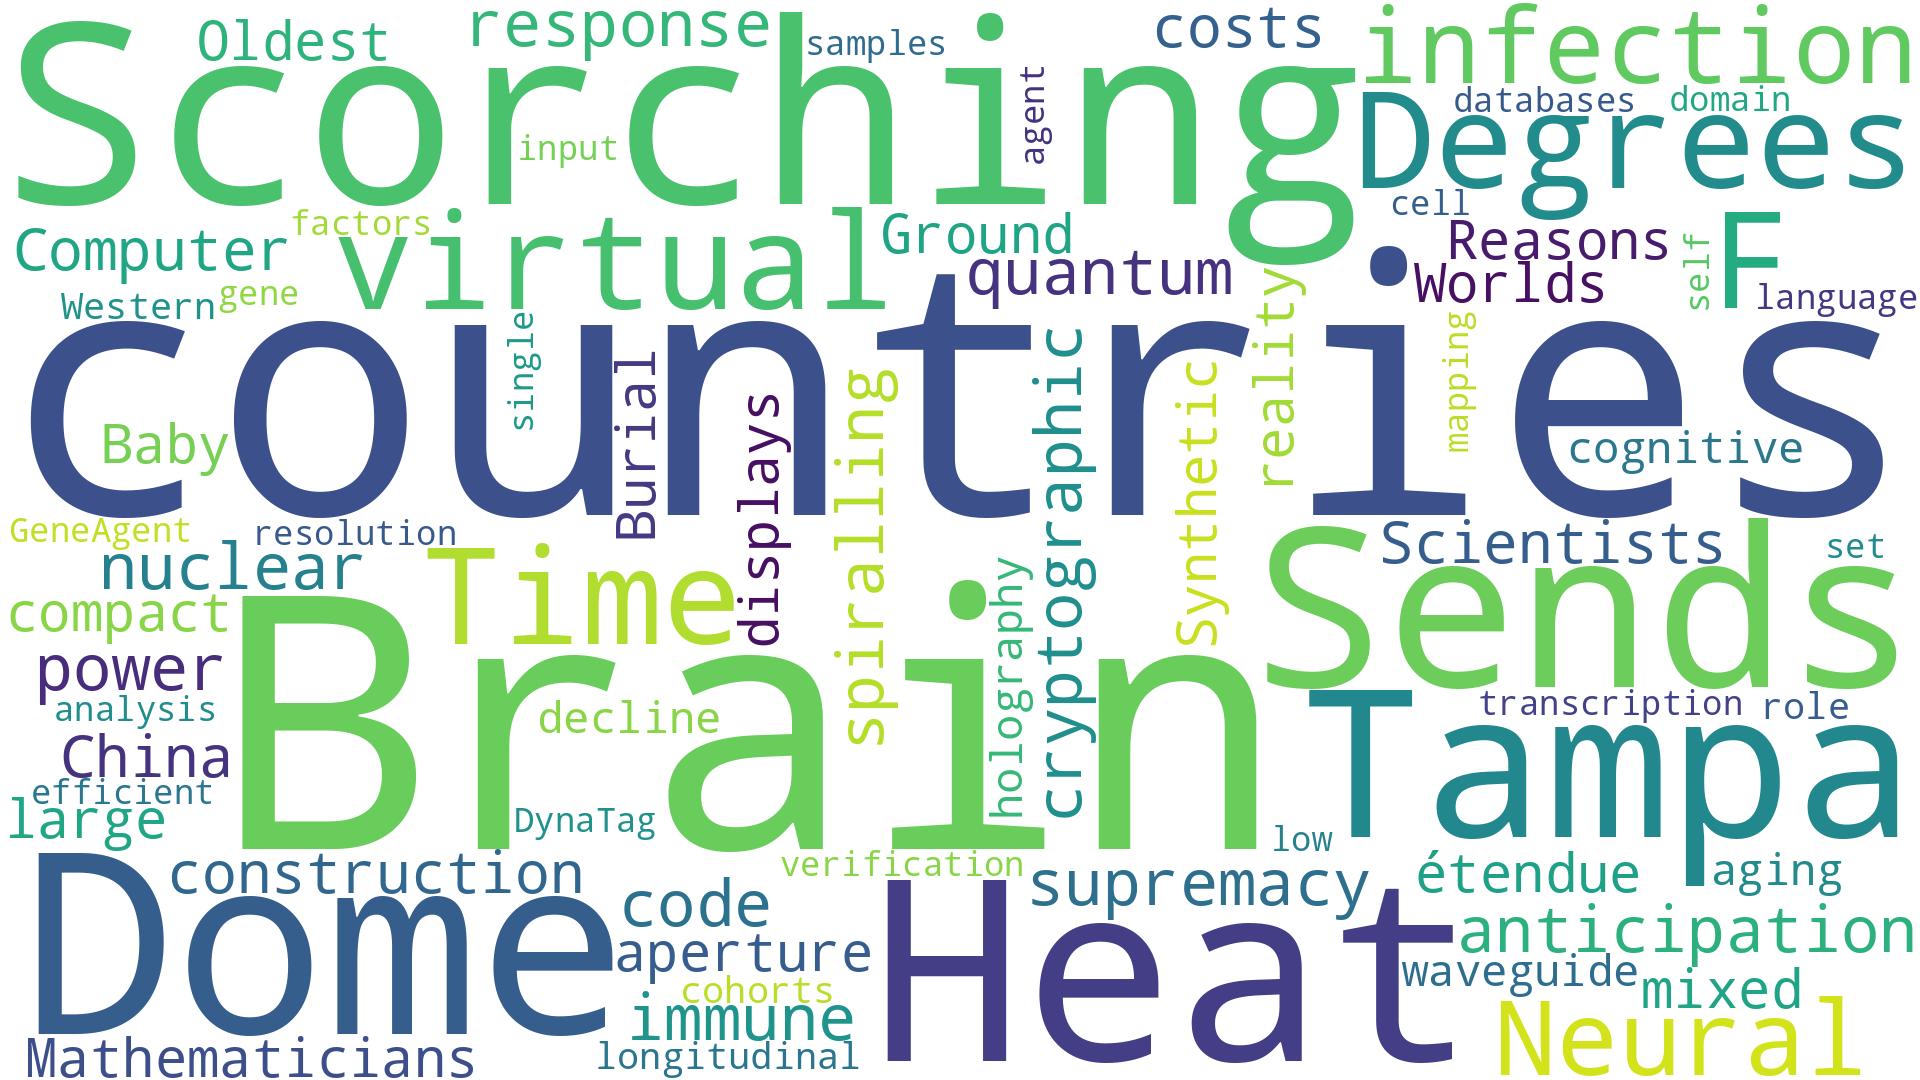 Scorching
Oldest
response
samples
costs
infection
input
agent
Degrees
databases
domain
cell
Computer
factors
virtual
Ground
quantum
Reasons
Worlds
self
F
language
Western
gene
countries
single
Burial
displays
spiralling
cryptographic
Synthetic
reality
mapping
cognitive
Baby
GeneAgent
resolution
nuclear
Time
Scientists
set
Sends
compact
power
analysis
China
efficient
large
Brain
decline
DynaTag
holography
transcription
role
Tampa
low
Dome
construction
code
verification
supremacy
étendue
aging
aperture
cohorts
immune
longitudinal
Mathematicians
Heat
anticipation
waveguide
mixed
Neural